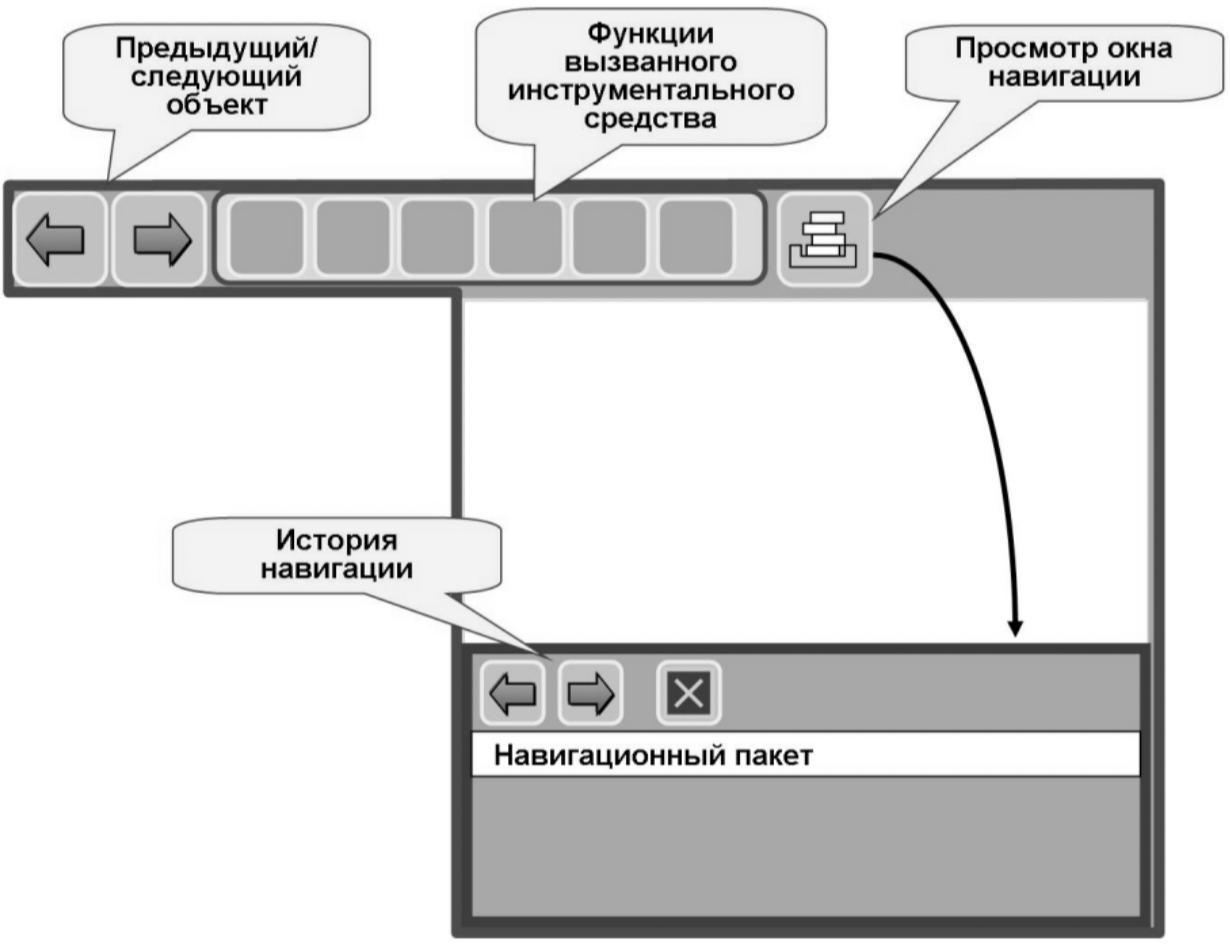 Предыдущий/
следующий
объект
Функции
вызванного
инструментального
средства
Просмотр окна
навигации
История
навигации
Навигационный пакет